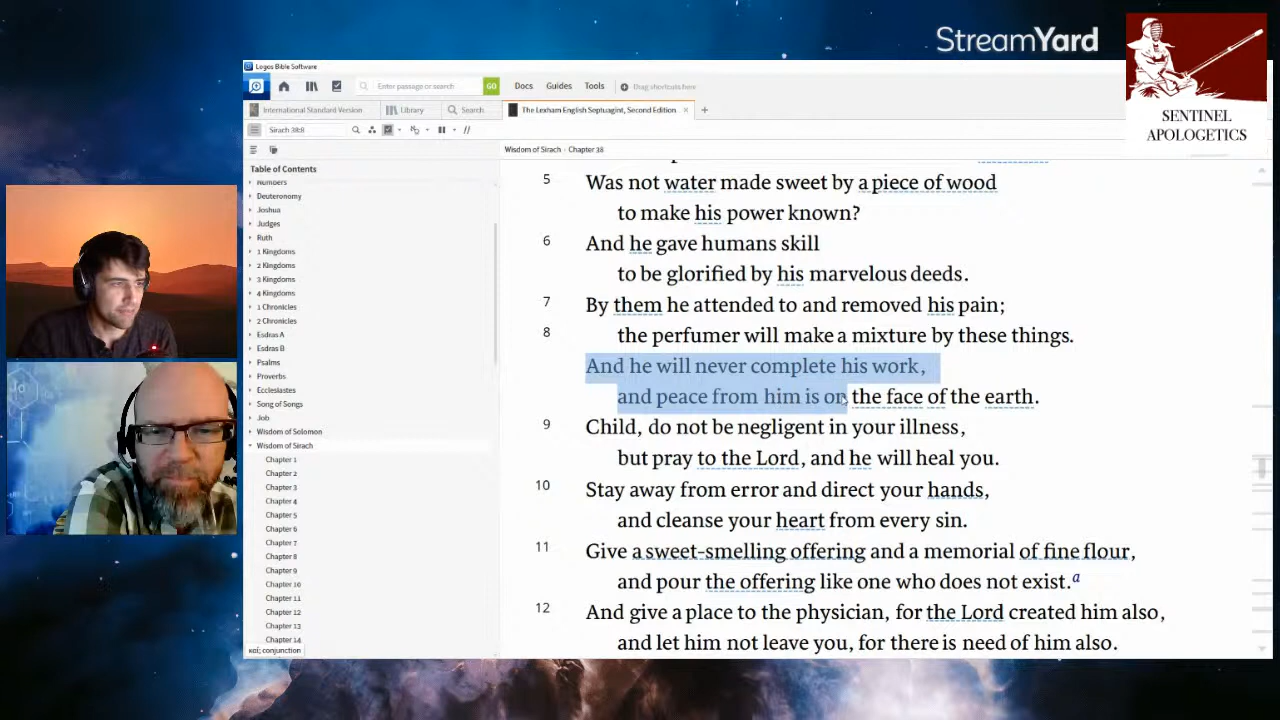 StreamYard
SENTINEL
APOLOGETICS
Logos Bible Software
Enter passage or search
GO
Docs
Guides
Tools
Drag shortcuts here
International Standard Version
Library
Search
The Lexham English Septuagint, Second Edition
Sirach 38:8
Wisdom of Sirach › Chapter 38
Table of Contents
Numbers
Deuteronomy
Joshua
Judges
Ruth
1 Kingdoms
2 Kingdoms
3 Kingdoms
4 Kingdoms
1 Chronicles
2 Chronicles
Esdras A
Esdras B
Psalms
Proverbs
Ecclesiastes
Song of Songs
Job
Wisdom of Solomon
Wisdom of Sirach
Chapter 1
Chapter 2
Chapter 3
Chapter 4
Chapter 5
Chapter 6
Chapter 7
Chapter 8
Chapter 9
Chapter 10
Chapter 11
Chapter 12
Chapter 13
Chapter 14
καί; conjunction
5 Was not water made sweet by a piece of wood
to make his power known?
6 And he gave humans skill
to be glorified by his marvelous deeds.
7 By them he attended to and removed his pain;
8 the perfumer will make a mixture by these things.
And he will never complete his work,
and peace from him is on the face of the earth.
9 Child, do not be negligent in your illness,
but pray to the Lord, and he will heal you.
10 Stay away from error and direct your hands,
and cleanse your heart from every sin.
11 Give a sweet-smelling offering and a memorial of fine flour,
and pour the offering like one who does not exist.a
12 And give a place to the physician, for the Lord created him also,
and let him not leave you, for there is need of him also.